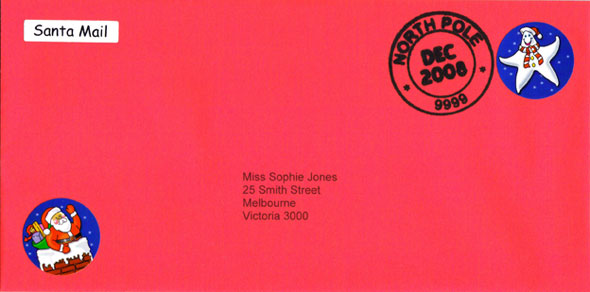 Santa Mail
NORTH POLE
DEC
2008
9999
Miss Sophie Jones
25 Smith Street
Melbourne
Victoria 3000